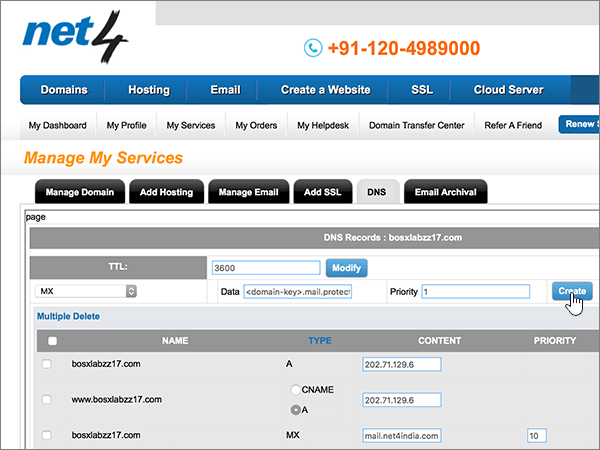 net4
+91-120-4989000
Domains Hosting Email Create a Website SSL Cloud Server
My Dashboard My Profile My Services My Orders My Helpdesk Domain Transfer Center Refer A Friend Renew
Manage My Services
Manage Domain Add Hosting Manage Email Add SSL DNS Email Archival
page
DNS Records : bosxlabzz17.com
TTL: 3600 Modify
MX Data <domain-key>.mail.protect Priority 1 Create
Multiple Delete
NAME TYPE CONTENT PRIORITY
bosxlabzz17.com A 202.71.129.6
CNAME
www.bosxlabzz17.com 202.71.129.6
A
bosxlabzz17.com MX mail.net4india.com 10